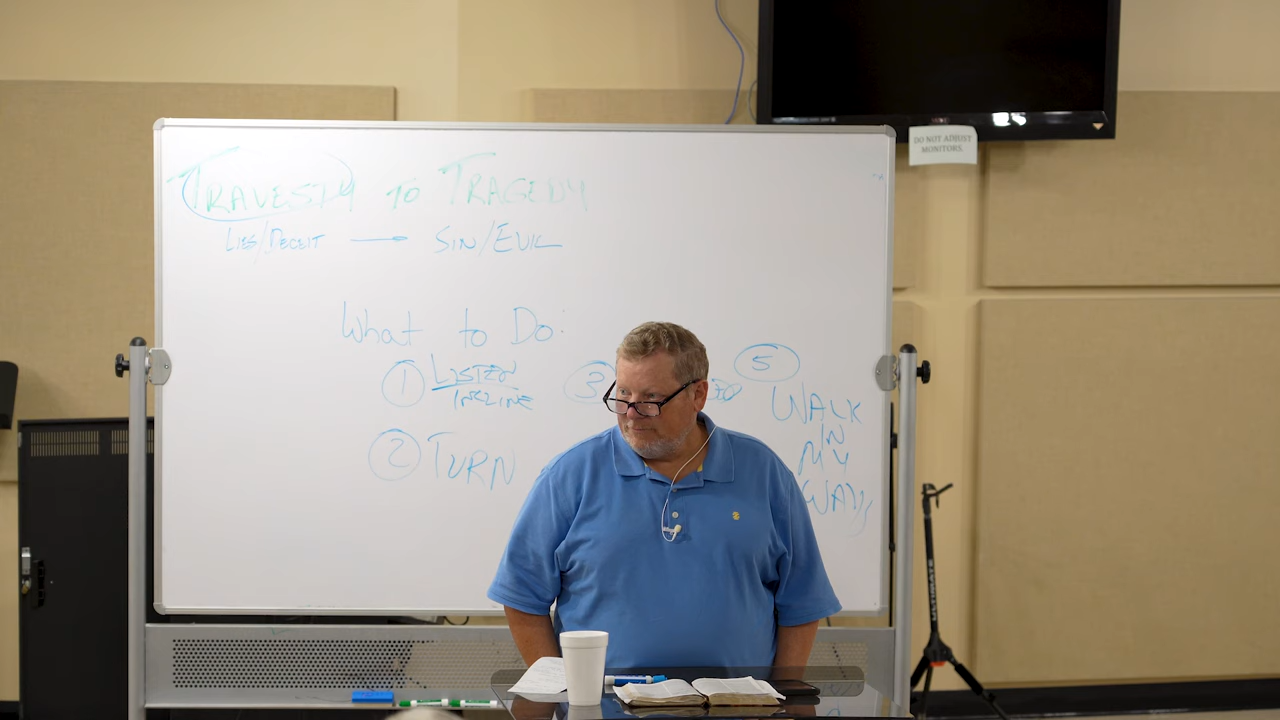 TRAVESTY TO TRAGEDY
LIES/DECEIT → SIN/EVIL
What to Do:
1 LISTEN
INCLINE
2 TURN
3
5
WALK
IN
MY
WAYS
DO NOT ADJUST
MONITORS.
ULTIMATE